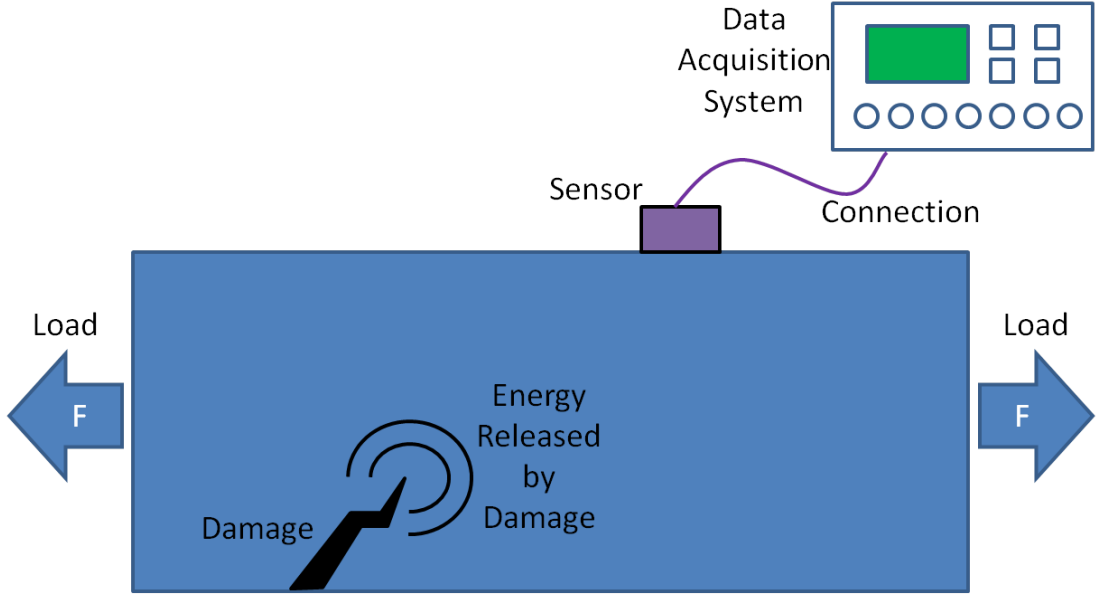 Data
Acquisition
System
Sensor
Connection
Load
Load
F
F
Energy
Released
by
Damage
Damage